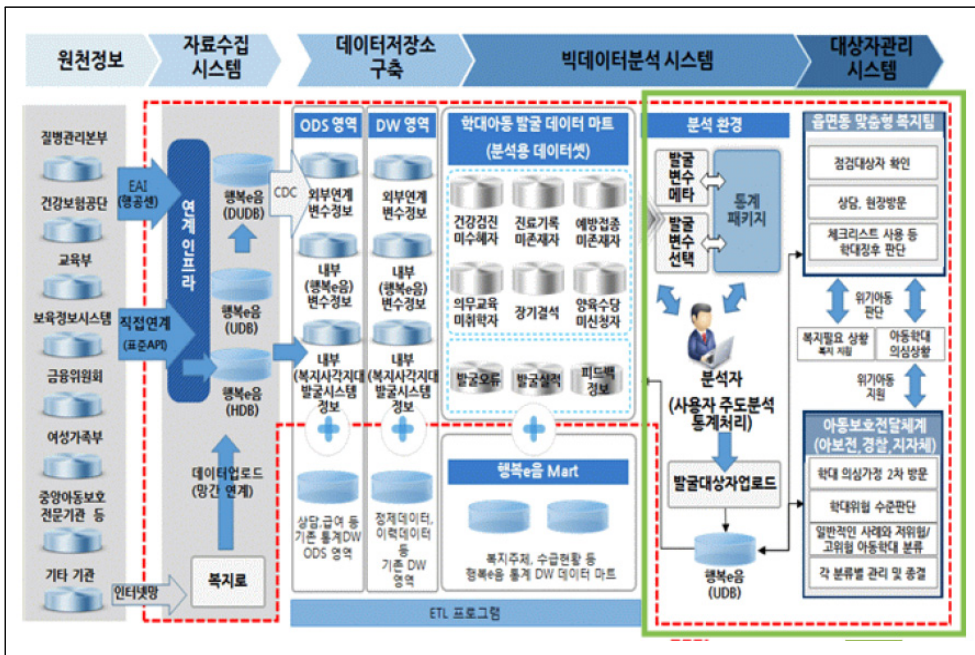 원천정보
자료수집
시스템
데이터저장소
구축
빅데이터분석 시스템
대상자관리
시스템
질병관리본부
건강보험공단
교육부
보육정보시스템
금융위원회
여성가족부
중앙아동보호
전문기관 등
기타 기관
EAI
(행공센)
직접연계
(표준API)
인터넷망
연계 인프라
행복e음
(DUDB)
행복e음
(UDB)
행복e음
(HDB)
데이터업로드
(망간 연계)
복지로
CDC
ODS 영역
외부연계
변수정보
내부
(행복e음)
변수정보
내부
(복지사각지대
발굴시스템
정보
상담,급여 등
기존 통계DW
ODS 영역
DW 영역
외부연계
변수정보
내부
(행복e음)
변수정보
내부
(복지사각지대
발굴시스템
정보
정제데이터,
이력데이터
등
기존 DW
영역
학대아동 발굴 데이터 마트
(분석용 데이터셋)
건강검진
미수혜자
진료기록
미존재자
예방접종
미존재자
의무교육
미취학자
장기결석
양육수당
미신청자
발굴오류
발굴실적
피드백
정보
행복e음 Mart
복지주체, 수급현황 등
행복e음 통계 DW 데이터 마트
ETL 프로그램
분석 환경
발굴
변수
메타
발굴
변수
선택
통계
패키지
분석자
(사용자 주도분석
통계처리)
발굴대상자업로드
행복e음
(UDB)
읍면동 맞춤형 복지팀
점검대상자 확인
상담, 현장방문
체크리스트 사용 등
학대징후 판단
위기아동
판단
복지필요 상황
복지 지원
아동학대
의심상황
위기아동
지원
아동보호전달체계
(아보전,경찰,지자체)
학대 의심가정 2차 방문
학대위험 수준판단
일반적인 사례와 저위험/
고위험 아동학대 분류
각 분류별 관리 및 종결